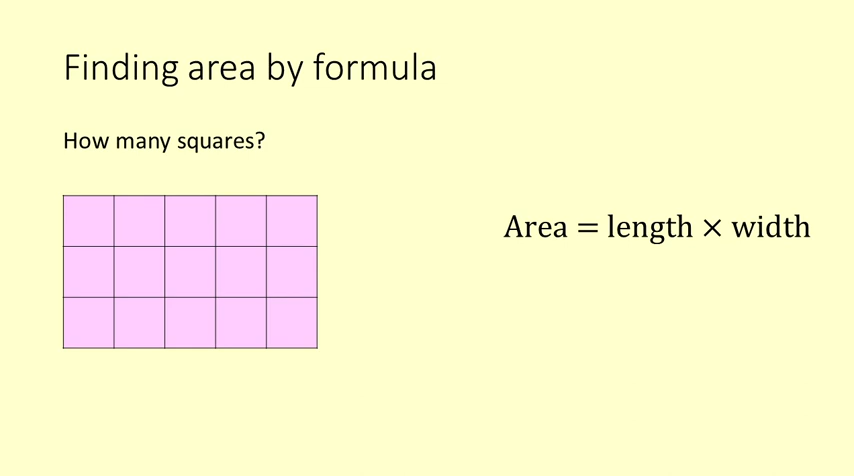 Finding area by formula
How many squares?
Area = length × width